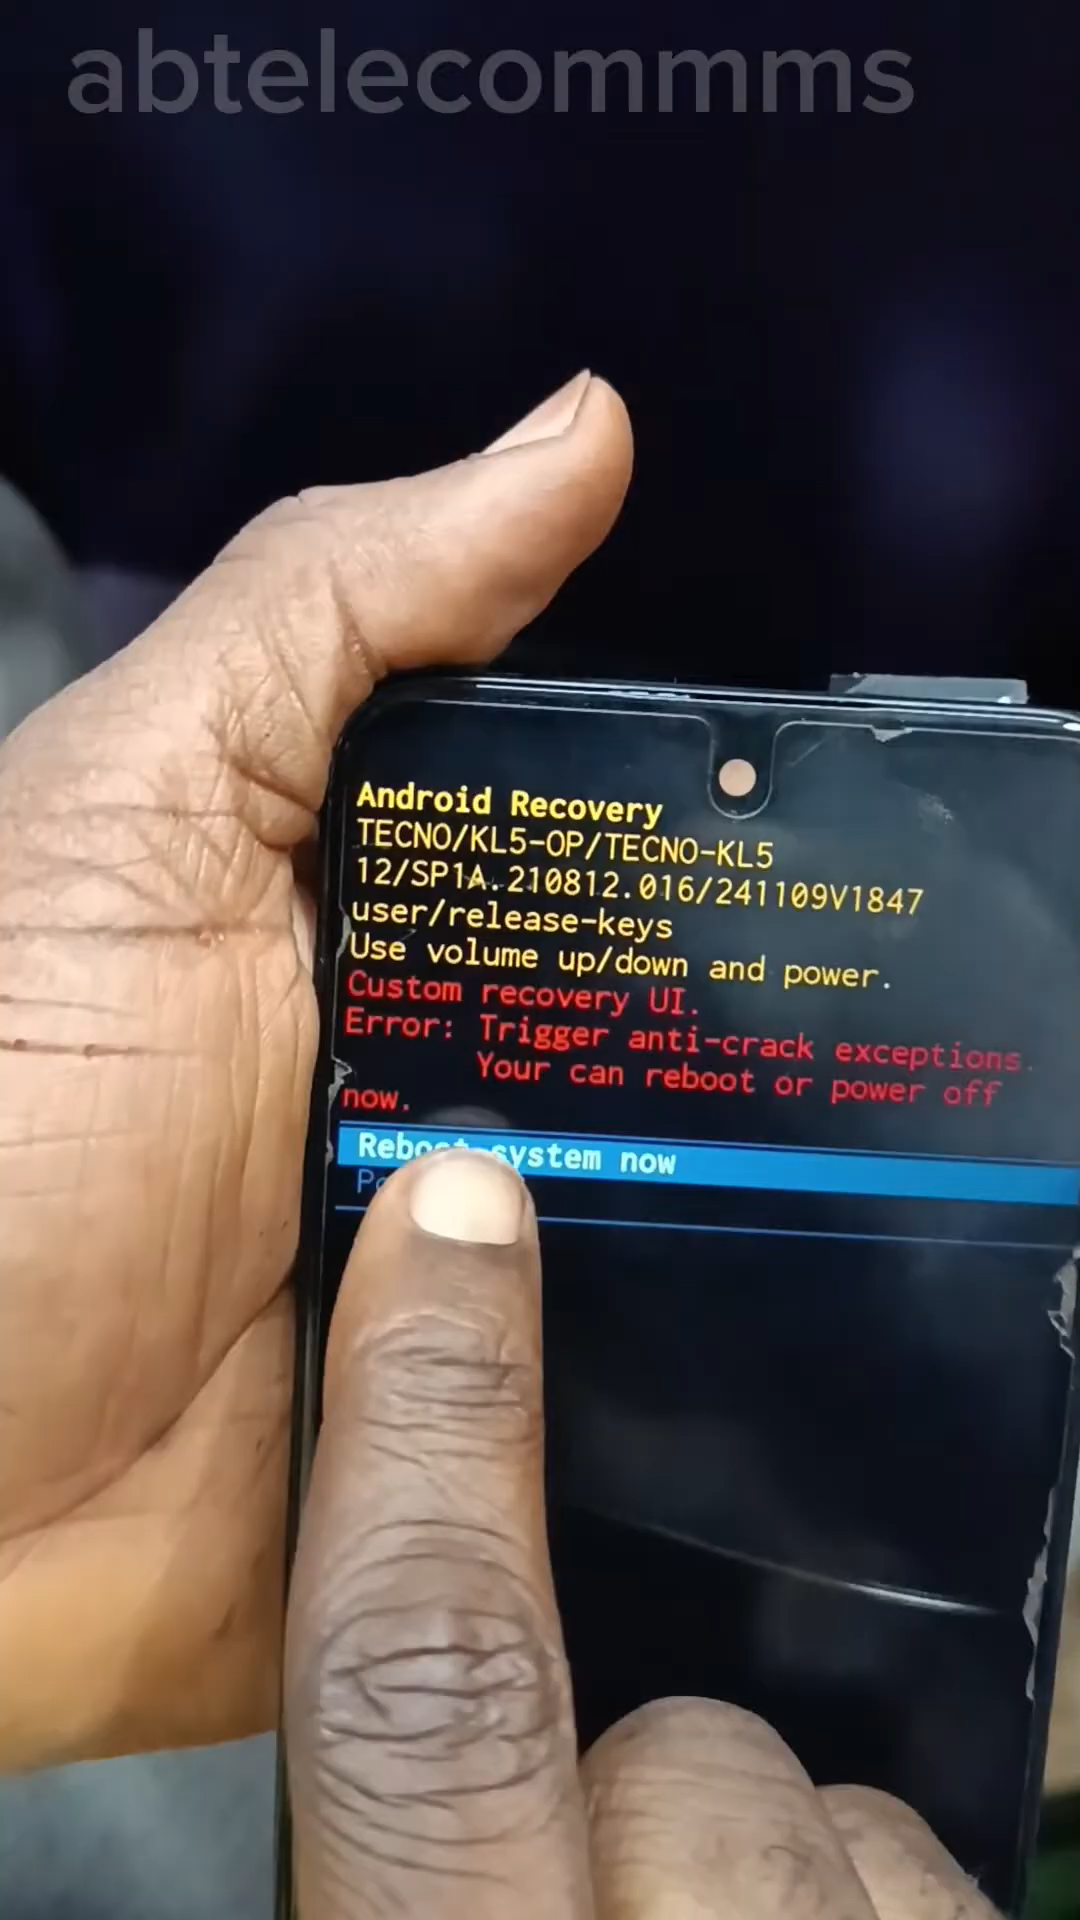 abtelecommms
Android Recovery
TECNO/KL5-OP/TECNO-KL5
12/SP1A.210812.016/241109V1847
user/release-keys
Use volume up/down and power.
Custom recovery UI.
Error: Trigger anti-crack exceptions.
Your can reboot or power off
now.
system now